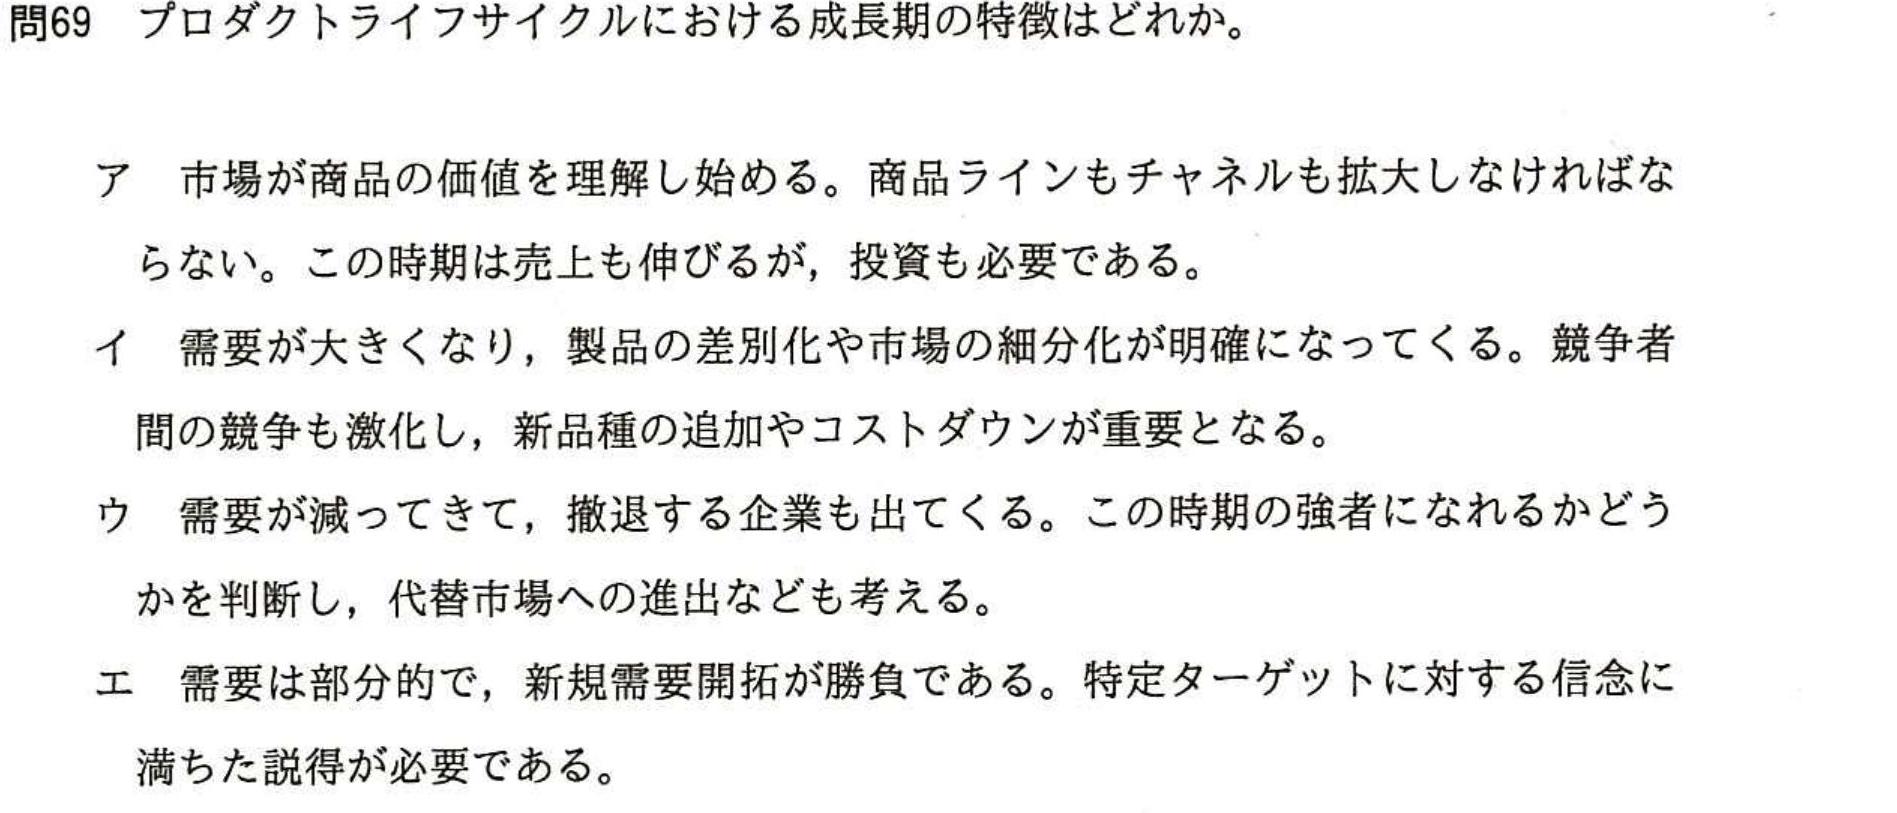 問69 プロダクトライフサイクルにおける成長期の特徴はどれか。
ア 市場が商品の価値を理解し始める。商品ラインもチャネルも拡大しなければな
らない。この時期は売上も伸びるが，投資も必要である。
イ 需要が大きくなり，製品の差別化や市場の細分化が明確になってくる。競争者
間の競争も激化し，新品種の追加やコストダウンが重要となる。
ウ 需要が減ってきて，撤退する企業も出てくる。この時期の強者になれるかどう
かを判断し，代替市場への進出なども考える。
エ 需要は部分的で，新規需要開拓が勝負である。特定ターゲットに対する信念に
満ちた説得が必要である。